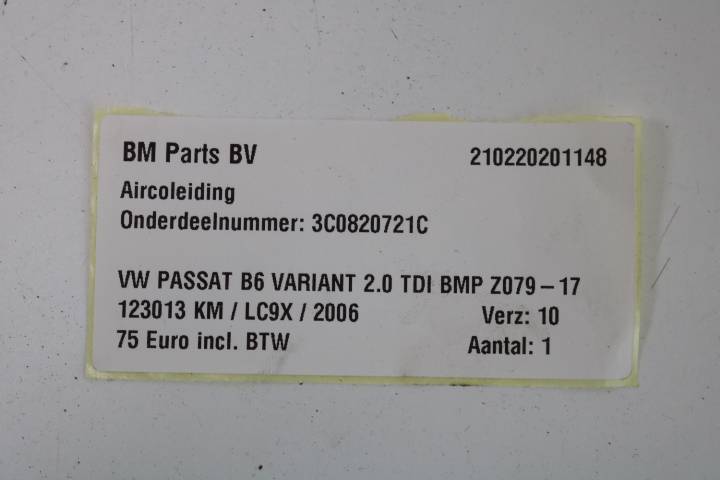 BM Parts BV 210220201148
Aircoleiding
Onderdeelnummer: 3C0820721C
VW PASSAT B6 VARIANT 2.0 TDI BMP Z079-17
123013 KM / LC9X / 2006 Verz: 10
75 Euro incl. BTW Aantal: 1